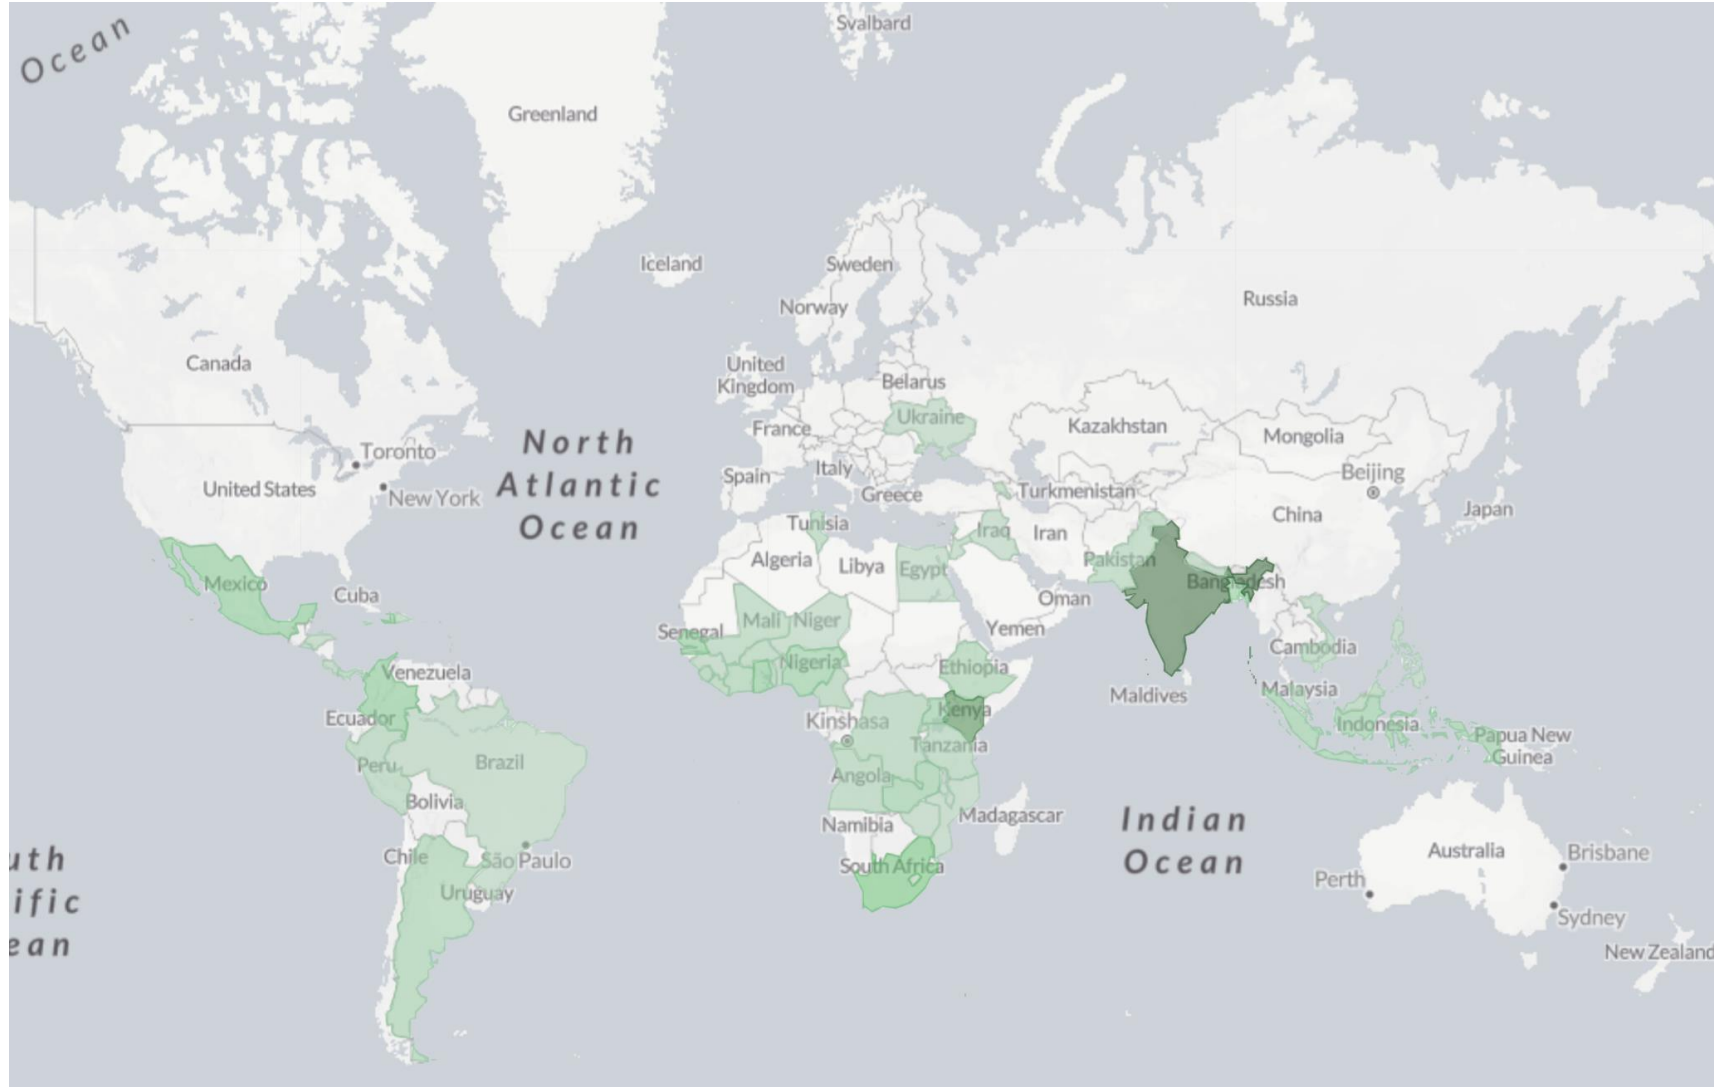 Ocean
Svalbard
Greenland
Iceland
Sweden
Norway
Russia
Canada
United
Kingdom
Belarus
Ukraine
France
Kazakhstan
Mongolia
North
Atlantic
Ocean
Toronto
New York
United States
Italy
Spain
Greece
Turkmenistan
Beijing
China
Japan
Tunisia
Iraq
Iran
Algeria
Libya
Egypt
Pakistan
Bangladesh
Mexico
Cuba
Oman
Yemen
Senegal
Mali
Niger
Nigeria
Ethiopia
Cambodia
Venezuela
Maldives
Malaysia
Ecuador
Kinshasa
Kenya
Tanzania
Indonesia
Papua New
Guinea
Peru
Brazil
Angola
Bolivia
Namibia
Madagascar
Indian
Ocean
Chile
São Paulo
South Africa
Australia
Brisbane
Perth
Uruguay
Sydney
New Zealand
uth
ific
ean